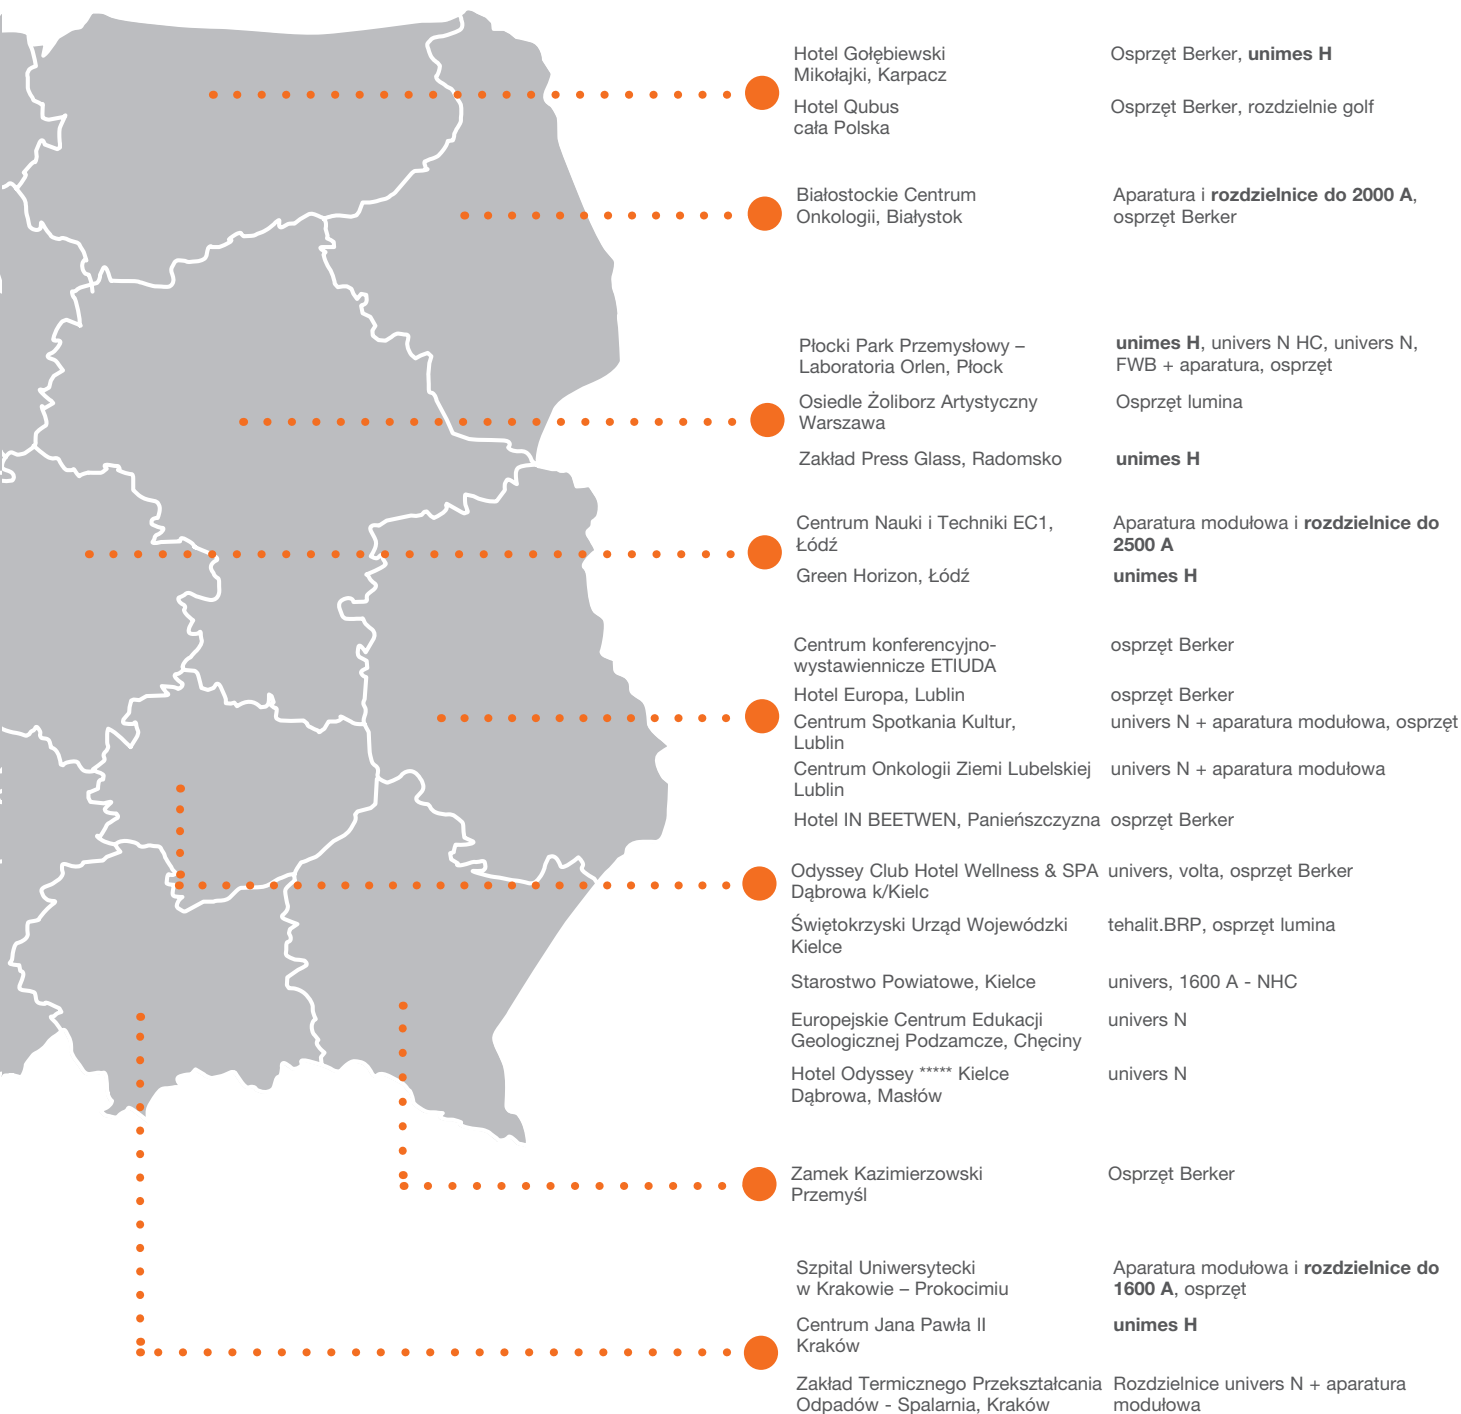 Hotel Gołębiewski
Mikołajki, Karpacz
Osprzęt Berker, unimes H
Hotel Qubus
cała Polska
Osprzęt Berker, rozdzielnie golf
Białostockie Centrum
Onkologii, Białystok
Aparatura i rozdzielnice do 2000 A,
osprzęt Berker
Płocki Park Przemysłowy –
Laboratoria Orlen, Płock
unimes H, univers N HC, univers N,
FWB + aparatura, osprzęt
Osiedle Żoliborz Artystyczny
Warszawa
Osprzęt lumina
Zakład Press Glass, Radomsko
unimes H
Centrum Nauki i Techniki EC1,
Łódź
Aparatura modułowa i rozdzielnice do
2500 A
Green Horizon, Łódź
unimes H
Centrum konferencyjno-
wystawiennicze ETIUDA
osprzęt Berker
Hotel Europa, Lublin
osprzęt Berker
Centrum Spotkania Kultur,
Lublin
univers N + aparatura modułowa, osprzęt
Centrum Onkologii Ziemi Lubelskiej
Lublin
univers N + aparatura modułowa
Hotel IN BEETWEN, Panieńszczyzna
osprzęt Berker
Odyssey Club Hotel Wellness & SPA
Dąbrowa k/Kielc
univers, volta, osprzęt Berker
Świętokrzyski Urząd Wojewódzki
Kielce
tehalit.BRP, osprzęt lumina
Starostwo Powiatowe, Kielce
univers, 1600 A - NHC
Europejskie Centrum Edukacji
Geologicznej Podzamcze, Chęciny
univers N
Hotel Odyssey ***** Kielce
Dąbrowa, Masłów
univers N
Zamek Kazimierzowski
Przemyśl
Osprzęt Berker
Szpital Uniwersytecki
w Krakowie – Prokocimiu
Aparatura modułowa i rozdzielnice do
1600 A, osprzęt
Centrum Jana Pawła II
Kraków
unimes H
Zakład Termicznego Przekształcania
Odpadów - Spalarnia, Kraków
Rozdzielnice univers N + aparatura
modułowa